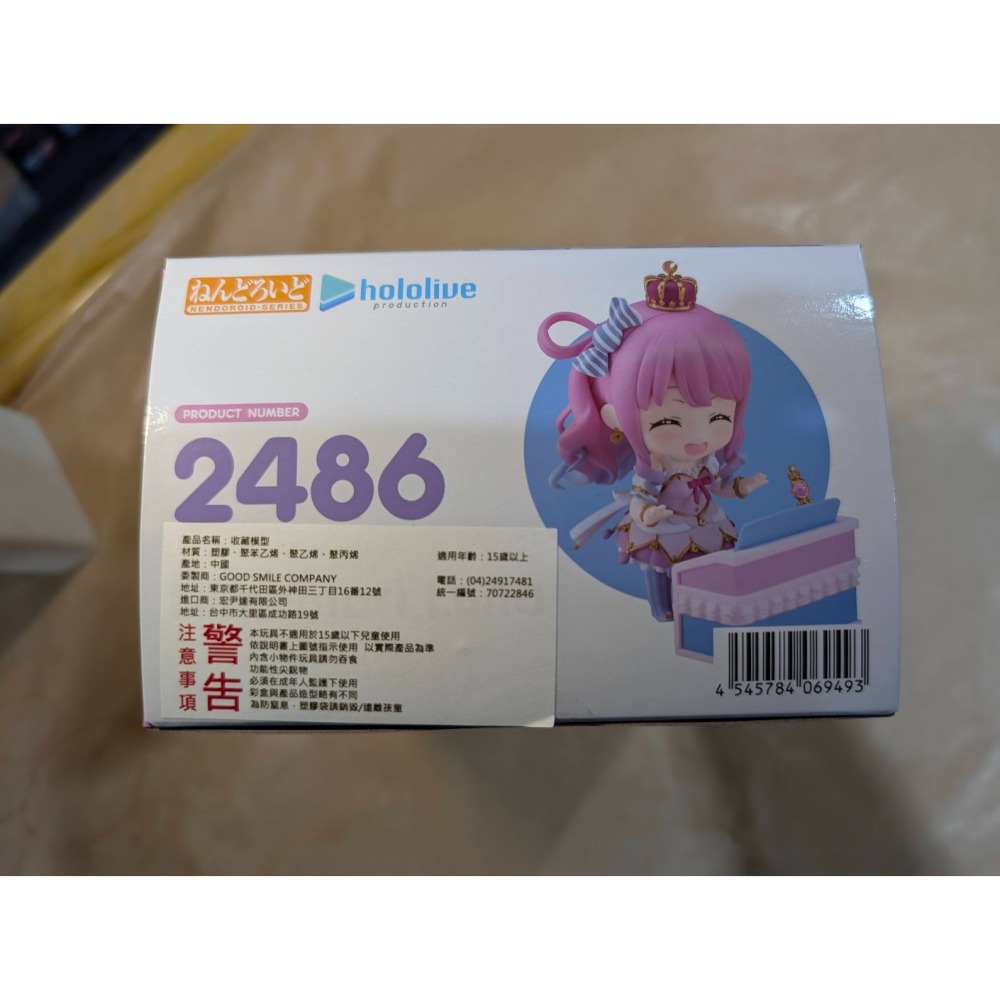 ねんどろいど
NENDOROID-SERIES
hololive
production
PRODUCT NUMBER
2486
產品名稱：收藏模型
材質：塑膠、聚苯乙烯、聚乙烯、聚丙烯
適用年齡：15歲以上
產地：中國
委製商：GOOD SMILE COMPANY
電話：(04)24917481
地址：東京都千代田區外神田三丁目16番12號
統一編號：70722846
進口商：宏尹達有限公司
地址：台中市大里區成功路19號
注意事項
警告
本玩具不適用於15歲以下兒童使用
依說明書上圖號指示使用 以實際產品為準
內含小物件玩具請勿吞食
功能性尖銳物
必須在成年人監護下使用
彩盒與產品造型略有不同
為防窒息，塑膠袋請銷毀/遠離孩童
4 545784 069493